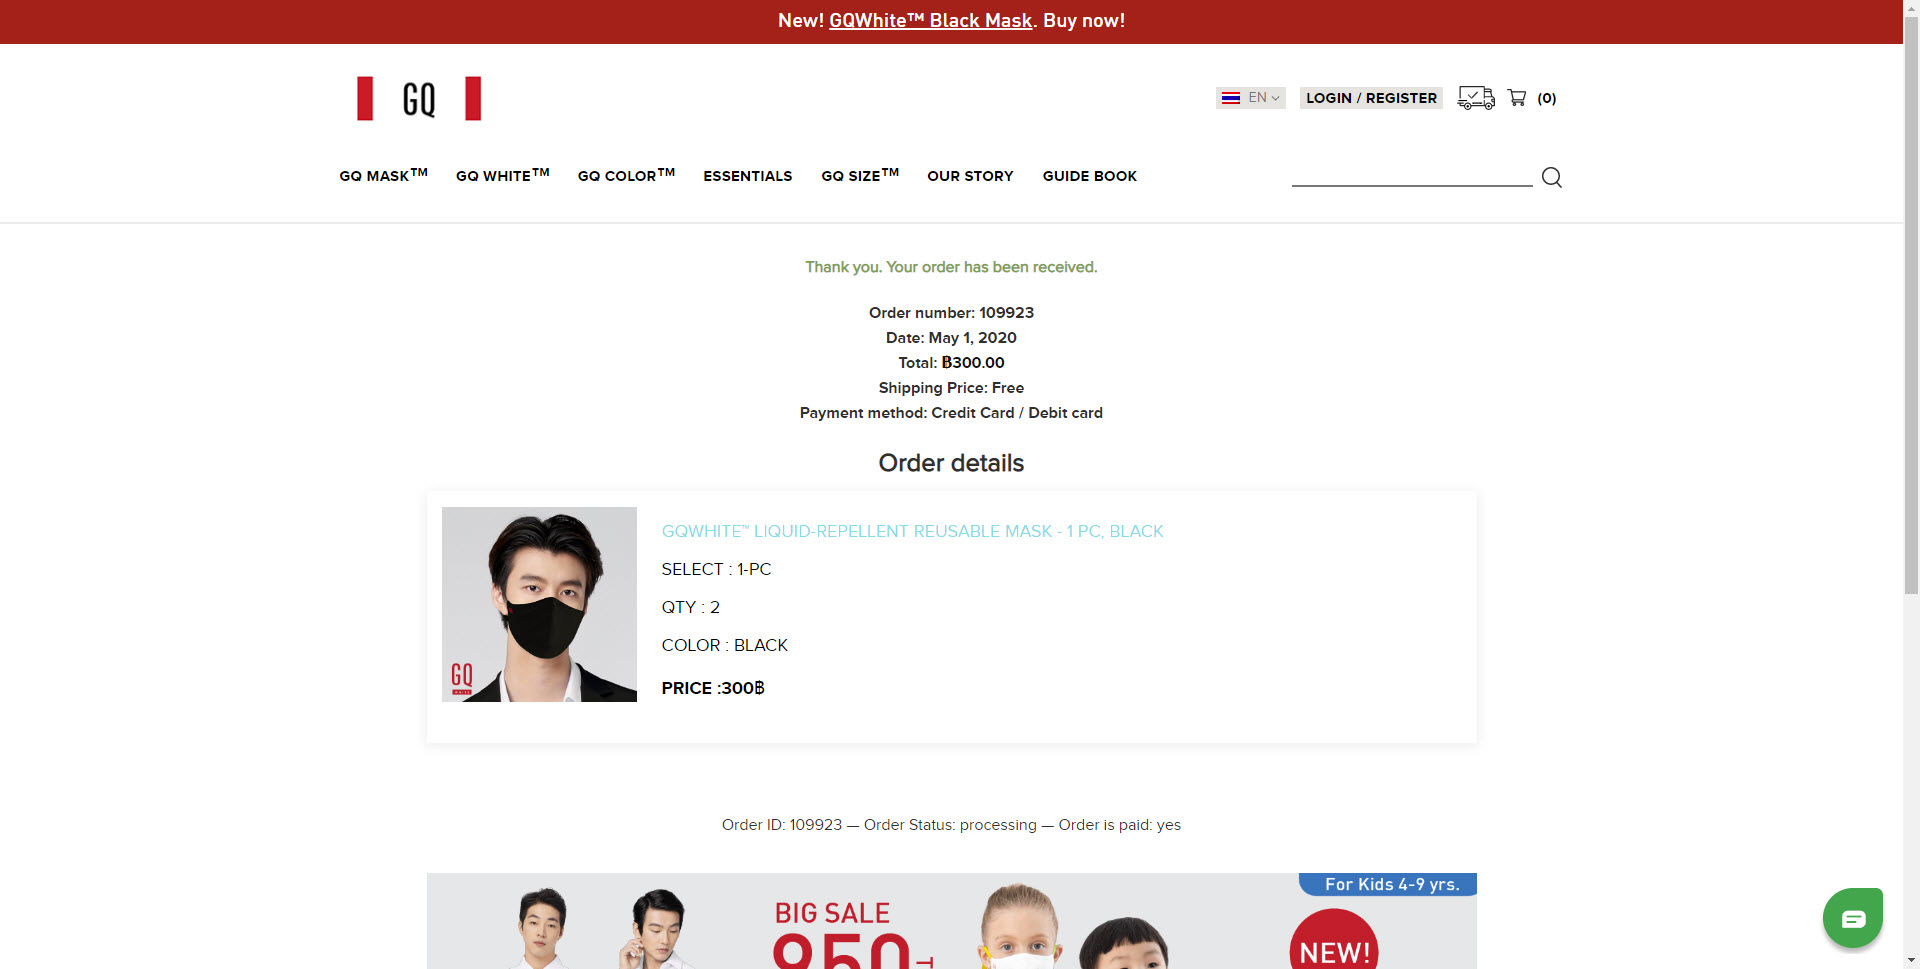 New! GQWhite™ Black Mask. Buy now!
GQ
EN
LOGIN / REGISTER
(0)
GQ MASK™
GQ WHITE™
GQ COLOR™
ESSENTIALS
GQ SIZE™
OUR STORY
GUIDE BOOK
Thank you. Your order has been received.
Order number: 109923
Date: May 1, 2020
Total: ฿300.00
Shipping Price: Free
Payment method: Credit Card / Debit card
Order details
GQWHITE™ LIQUID-REPELLENT REUSABLE MASK - 1 PC, BLACK
SELECT : 1-PC
QTY : 2
COLOR : BLACK
PRICE :300฿
GQ
WHITE
Order ID: 109923 — Order Status: processing — Order is paid: yes
For Kids 4-9 yrs.
BIG SALE
950
NEW!